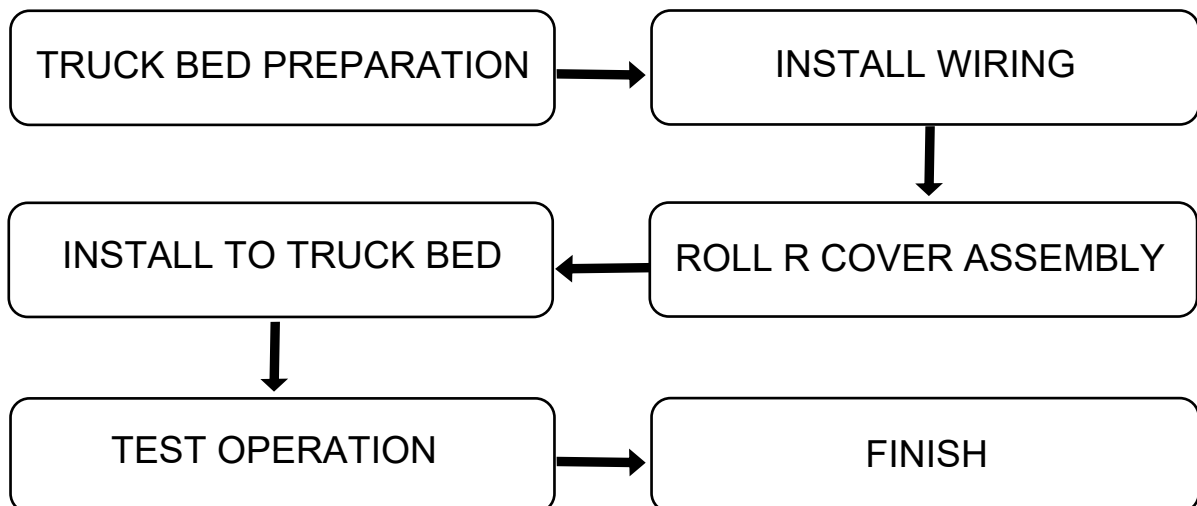 TRUCK BED PREPARATION
INSTALL WIRING
ROLL R COVER ASSEMBLY
INSTALL TO TRUCK BED
TEST OPERATION
FINISH